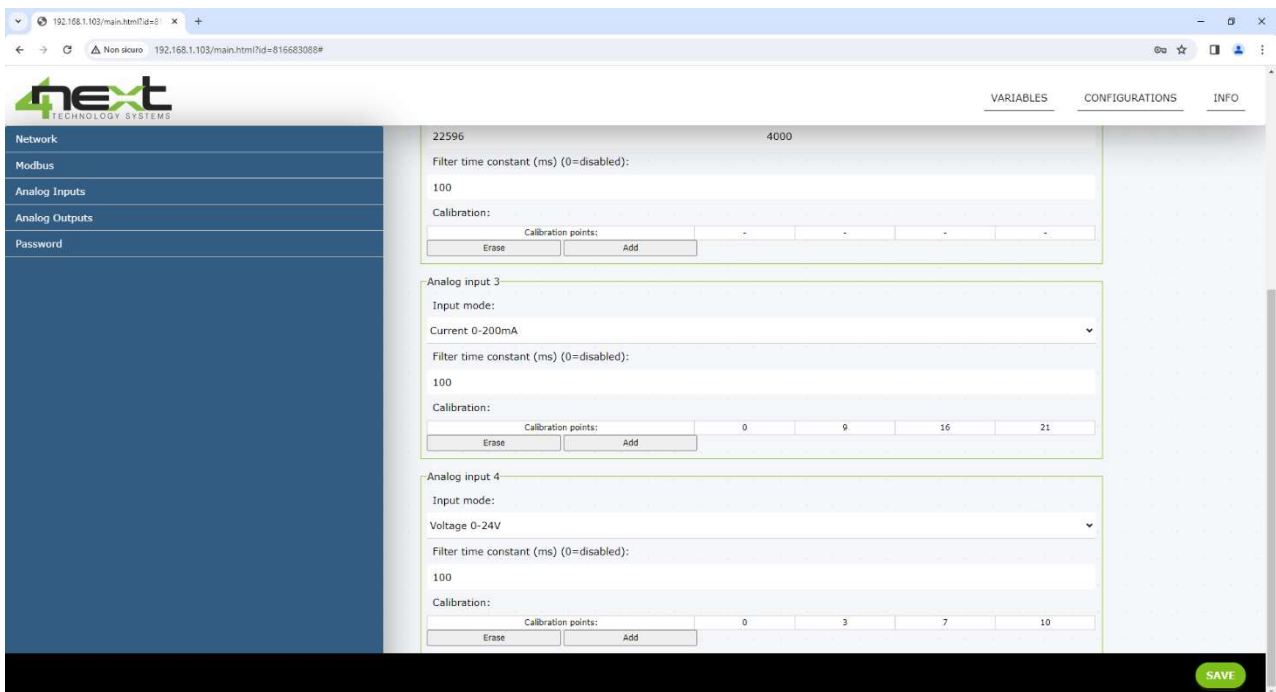 192.168.1.103/main.html?id=81
Non sicuro 192.168.1.103/main.html?id=816683088#
4next
TECHNOLOGY SYSTEMS
VARIABLES CONFIGURATIONS INFO
Network
Modbus
Analog Inputs
Analog Outputs
Password
22596 4000
Filter time constant (ms) (0=disabled):
100
Calibration:
Calibration points: - - - -
Erase Add
Analog input 3
Input mode:
Current 0-200mA
Filter time constant (ms) (0=disabled):
100
Calibration:
Calibration points: 0 9 16 21
Erase Add
Analog input 4
Input mode:
Voltage 0-24V
Filter time constant (ms) (0=disabled):
100
Calibration:
Calibration points: 0 3 7 10
Erase Add
SAVE